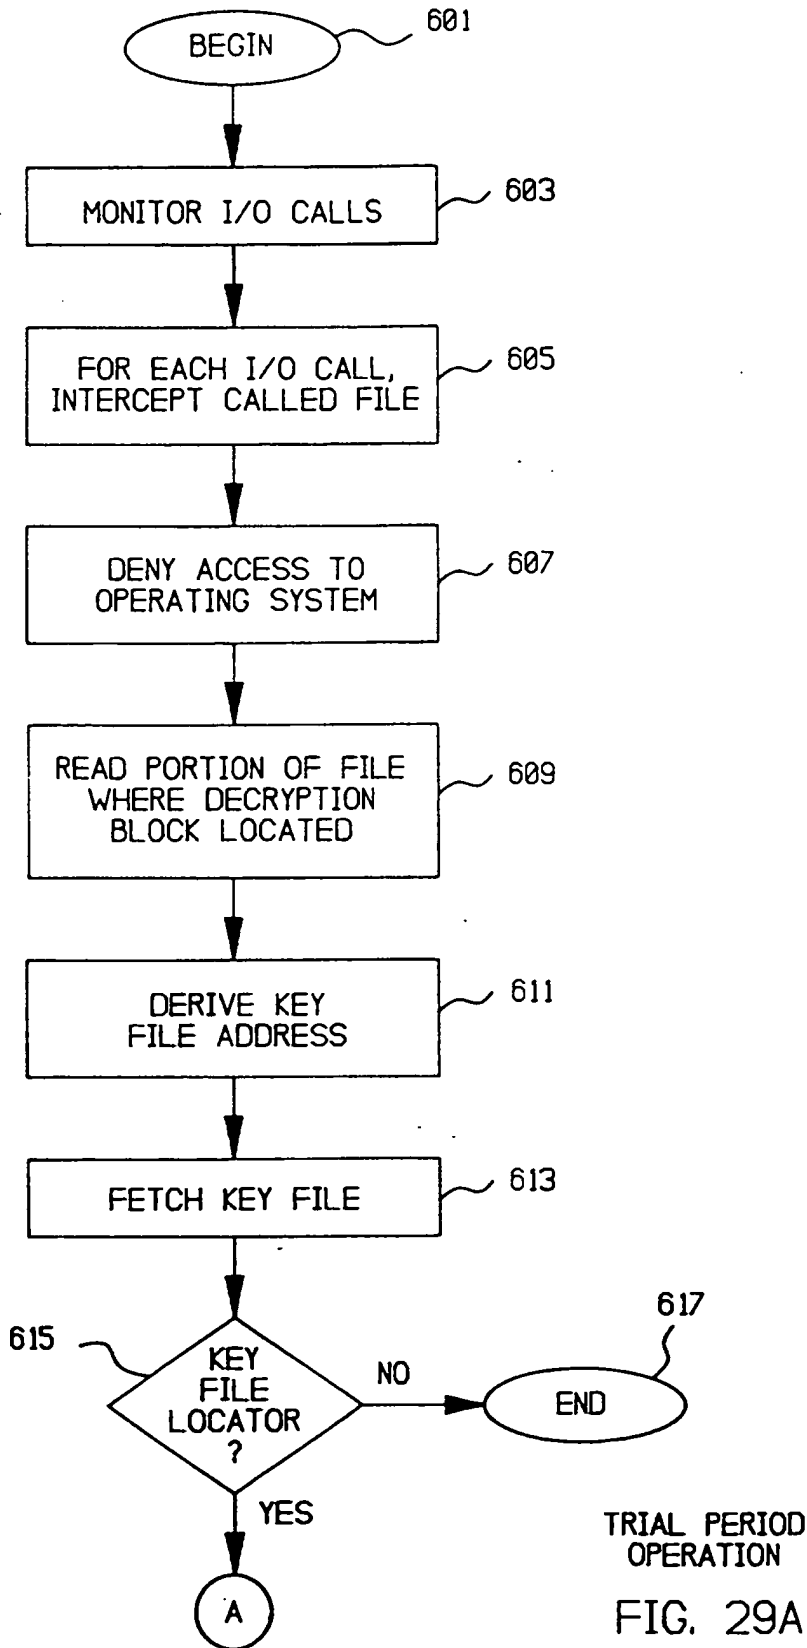 BEGIN
601
MONITOR I/O CALLS
603
FOR EACH I/O CALL,
INTERCEPT CALLED FILE
605
DENY ACCESS TO
OPERATING SYSTEM
607
READ PORTION OF FILE
WHERE DECRYPTION
BLOCK LOCATED
609
DERIVE KEY
FILE ADDRESS
611
FETCH KEY FILE
613
615
KEY
FILE
LOCATOR
?
NO
617
END
YES
A
TRIAL PERIOD
OPERATION
FIG. 29A